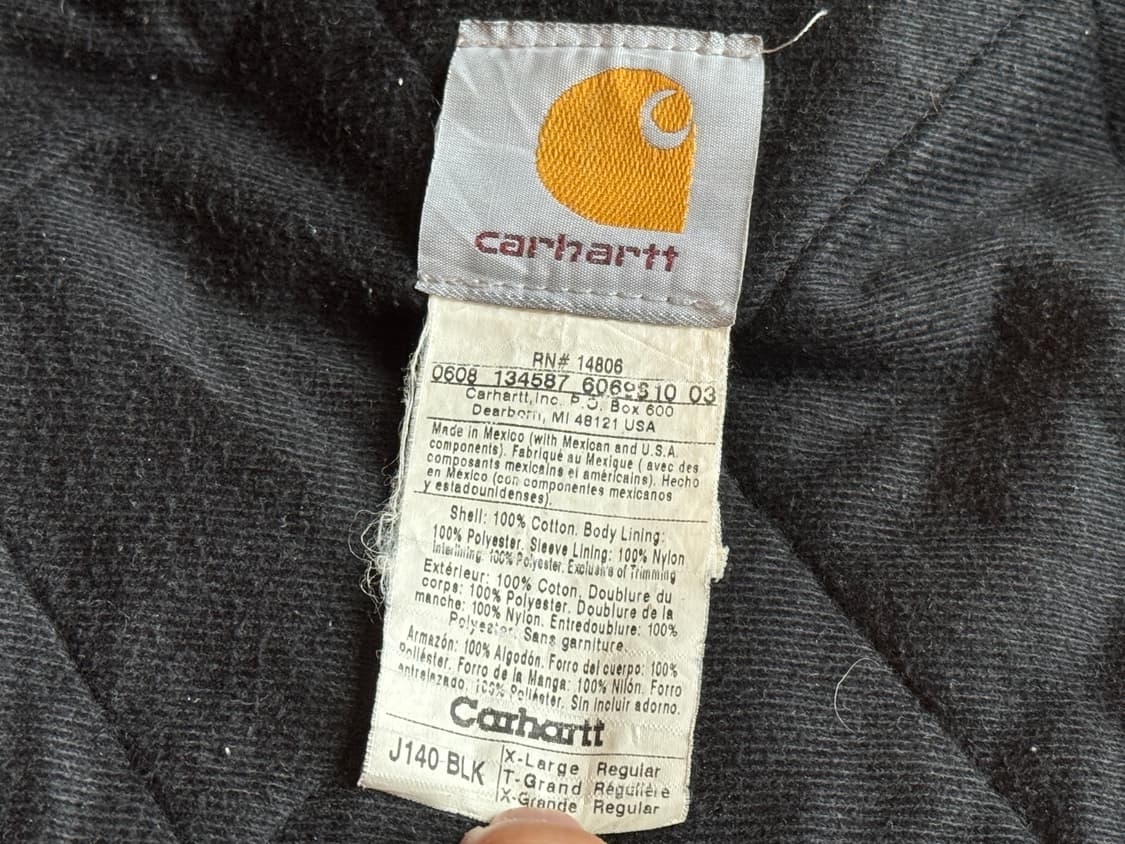 carhartt
RN# 14806
0608 134587 6069S10 03
Carhartt, Inc. P.O. Box 600
Dearborn, MI 48121 USA
Made in Mexico (with Mexican and U.S.A.
components). Fabriqué au Mexique ( avec des
composants mexicains et américains). Hecho
en México (con componentes mexicanos
y estadounidenses).
Shell: 100% Cotton. Body Lining:
100% Polyester. Sleeve Lining: 100% Nylon
Interlining: 100% Polyester. Exclusive of Trimming
Extérieur: 100% Coton. Doublure du
corps: 100% Polyester. Doublure de la
manche: 100% Nylon. Entredoublure: 100%
Polyester. Sans garniture.
Armazón: 100% Algodón. Forro del cuerpo: 100%
Poliéster. Forro de la Manga: 100% Nilón. Forro
entrelazado: 100% Poliéster. Sin incluir adorno.
Carhartt
J140-BLK
X-Large Regular
T-Grand Régulière
X-Grande Regular